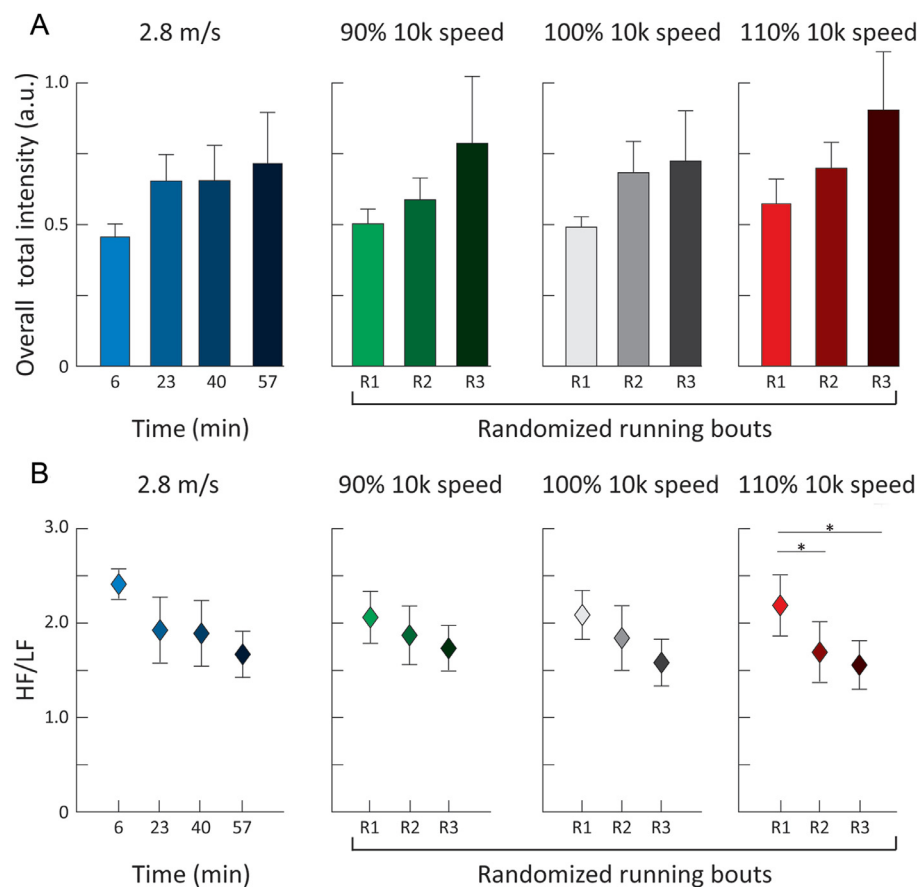 A
2.8 m/s 90% 10k speed 100% 10k speed 110% 10k speed
Overall total intensity (a.u.)
1.0
0.5
0
6 23 40 57 R1 R2 R3 R1 R2 R3 R1 R2 R3
Time (min) Randomized running bouts
B
2.8 m/s 90% 10k speed 100% 10k speed 110% 10k speed
HF/LF
3.0
*
*
2.0
1.0
0
6 23 40 57 R1 R2 R3 R1 R2 R3 R1 R2 R3
Time (min) Randomized running bouts